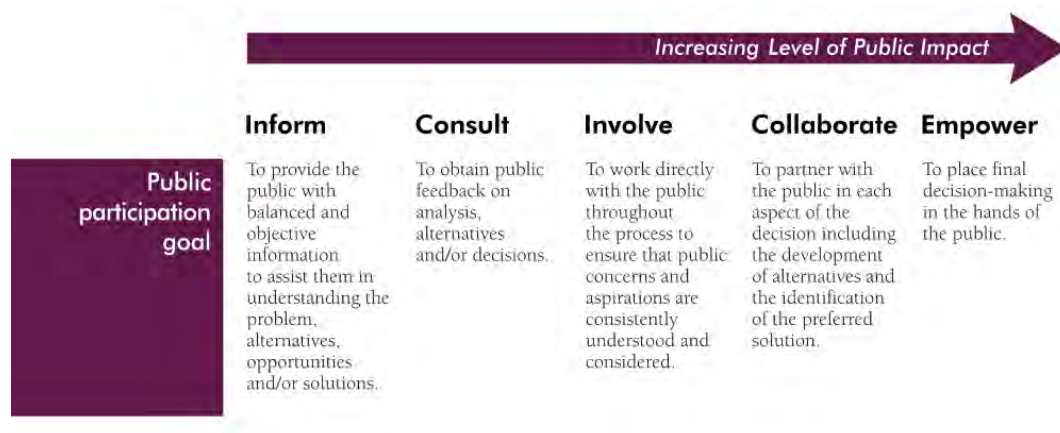 Increasing Level of Public Impact
Inform
Consult
Involve
Collaborate
Empower
Public
participation
goal
To provide the
public with
balanced and
objective
information
to assist them in
understanding the
problem,
alternatives,
opportunities
and/or solutions.
To obtain public
feedback on
analysis,
alternatives
and/or decisions.
To work directly
with the public
throughout
the process to
ensure that public
concerns and
aspirations are
consistently
understood and
considered.
To partner with
the public in each
aspect of the
decision including
the development
of alternatives and
the identification
of the preferred
solution.
To place final
decision-making
in the hands of
the public.